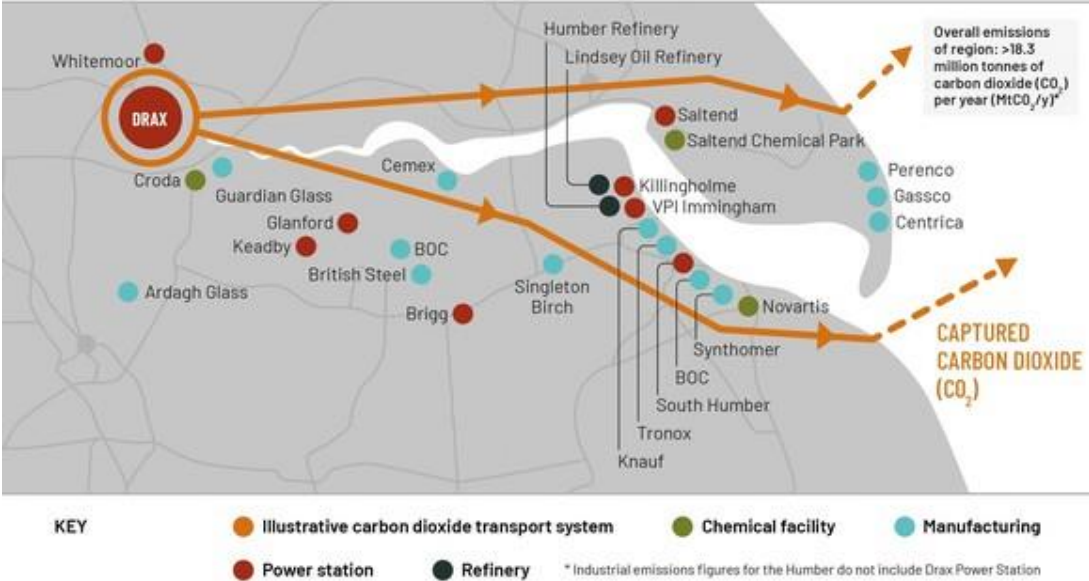 Humber Refinery
Lindsey Oil Refinery
Overall emissions
of region: >18.3
million tonnes of
carbon dioxide (CO₂)
per year (MtCO₂/y)*
Whitemoor
DRAX
Saltend
Saltend Chemical Park
Croda
Guardian Glass
Cemex
Killingholme
VPI Immingham
Perenco
Gassco
Centrica
Glanford
Keadby
BOC
British Steel
Singleton
Birch
Ardagh Glass
Brigg
Novartis
Synthomer
BOC
South Humber
Tronox
Knauf
CAPTURED
CARBON DIOXIDE
(CO₂)
KEY
Illustrative carbon dioxide transport system
Chemical facility
Manufacturing
Power station
Refinery
* Industrial emissions figures for the Humber do not include Drax Power Station